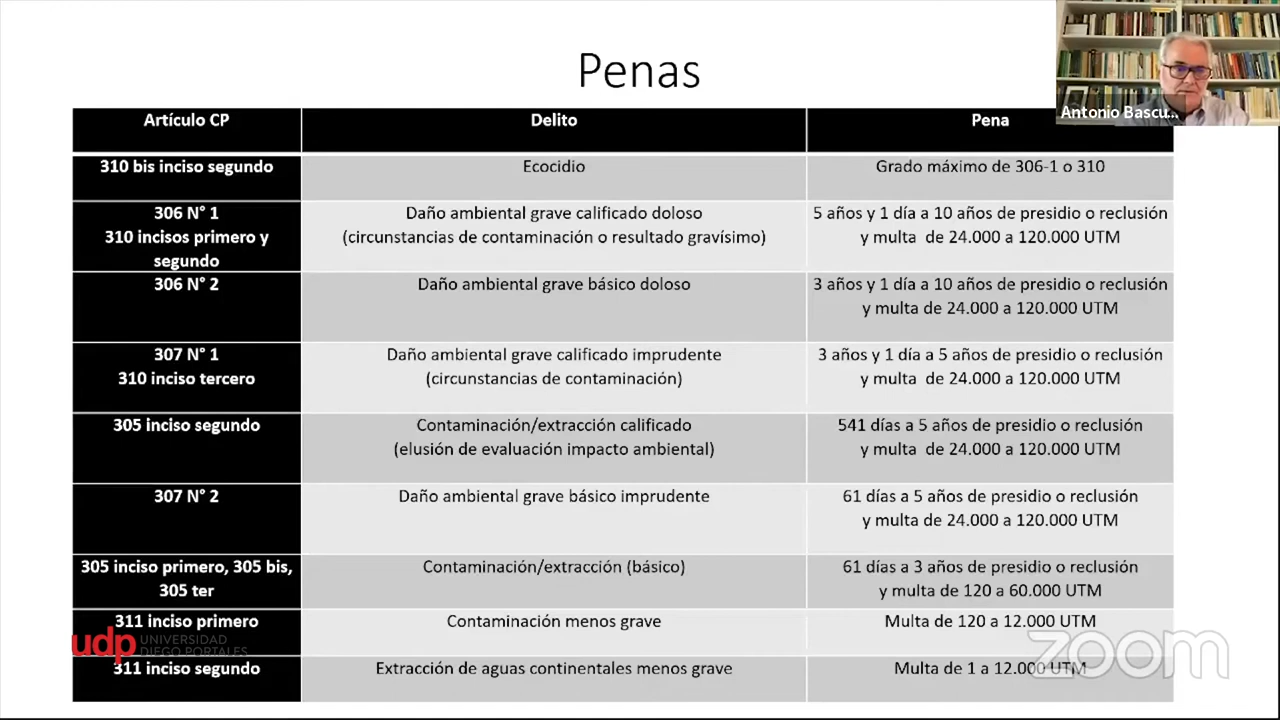 Penas
Antonio Bascu...
Artículo CP
Delito
Pena
310 bis inciso segundo
Ecocidio
Grado máximo de 306-1 o 310
306 N° 1
310 incisos primero y
segundo
Daño ambiental grave calificado doloso
(circunstancias de contaminación o resultado gravísimo)
5 años y 1 día a 10 años de presidio o reclusión
y multa de 24.000 a 120.000 UTM
306 N° 2
Daño ambiental grave básico doloso
3 años y 1 día a 10 años de presidio o reclusión
y multa de 24.000 a 120.000 UTM
307 N° 1
310 inciso tercero
Daño ambiental grave calificado imprudente
(circunstancias de contaminación)
3 años y 1 día a 5 años de presidio o reclusión
y multa de 24.000 a 120.000 UTM
305 inciso segundo
Contaminación/extracción calificado
(elusión de evaluación impacto ambiental)
541 días a 5 años de presidio o reclusión
y multa de 24.000 a 120.000 UTM
307 N° 2
Daño ambiental grave básico imprudente
61 días a 5 años de presidio o reclusión
y multa de 24.000 a 120.000 UTM
305 inciso primero, 305 bis,
305 ter
Contaminación/extracción (básico)
61 días a 3 años de presidio o reclusión
y multa de 120 a 60.000 UTM
311 inciso primero
Contaminación menos grave
Multa de 120 a 12.000 UTM
udp UNIVERSIDAD
DIEGO PORTALES
zoom
311 inciso segundo
Extracción de aguas continentales menos grave
Multa de 1 a 12.000 UTM